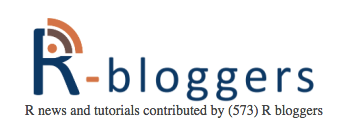 R-bloggers
R news and tutorials contributed by (573) R bloggers